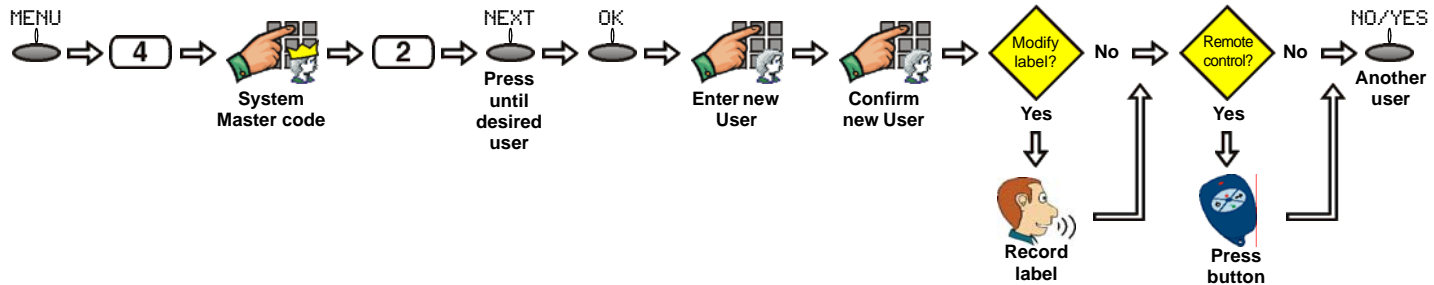 MENU
4
System
Master code
2
NEXT
Press
until
desired
user
OK
Enter new
User
Confirm
new User
Modify
label?
No
Yes
Record
label
Remote
control?
No
Yes
Press
button
NO/YES
Another
user